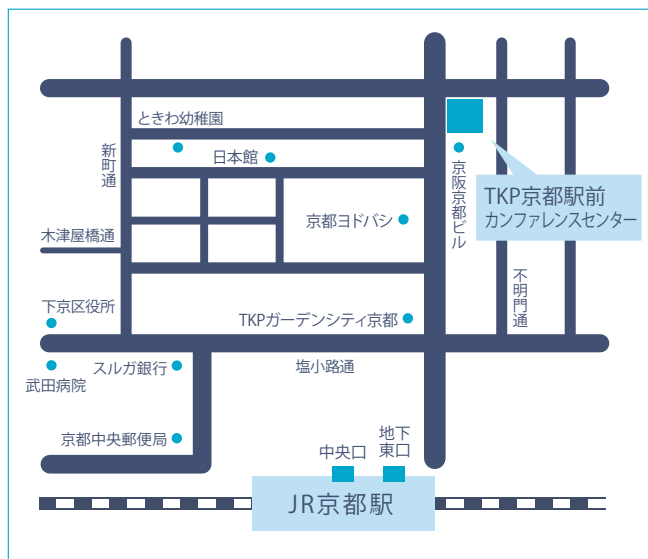 ときわ幼稚園
新町通
日本館
京阪京都ビル
TKP京都駅前
カンファレンスセンター
京都ヨドバシ
木津屋橋通
不明門通
下京区役所
TKPガーデンシティ京都
武田病院
スルガ銀行
塩小路通
京都中央郵便局
中央口
地下
東口
JR京都駅